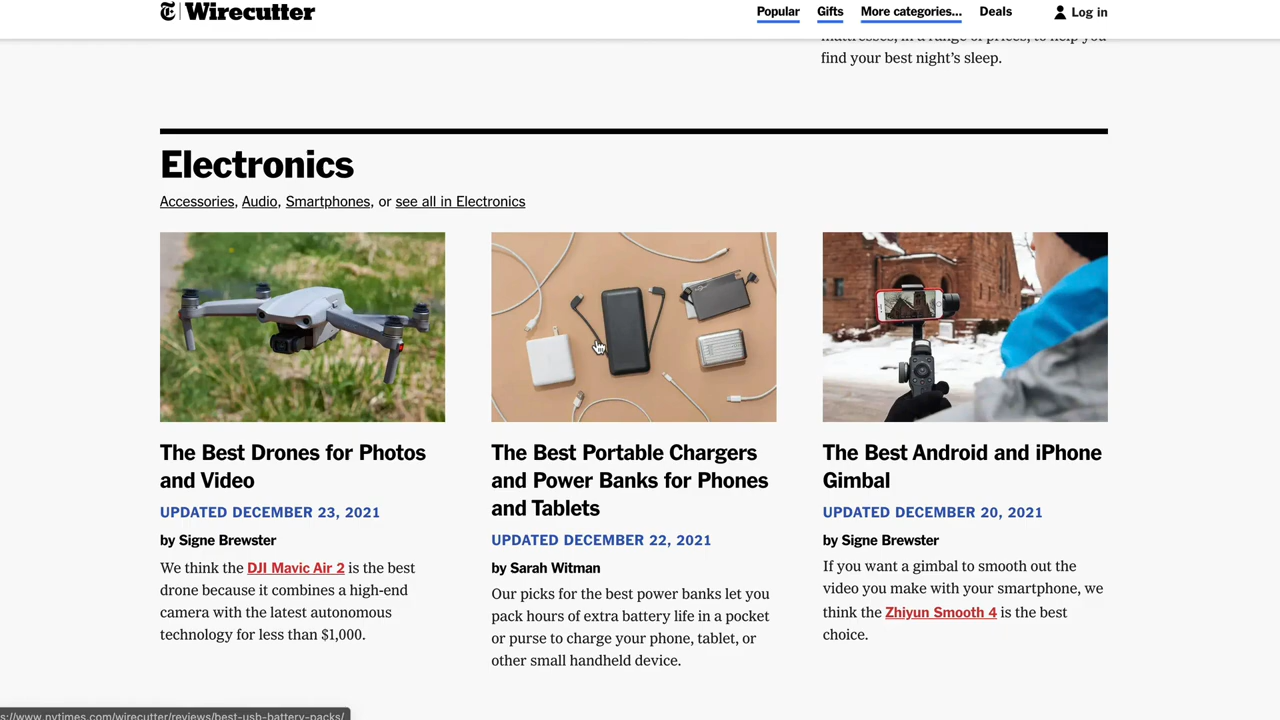 Wirecutter
Popular Gifts More categories... Deals Log in
mattresses, in a range of prices, to help you
find your best night's sleep.
Electronics
Accessories, Audio, Smartphones, or see all in Electronics
The Best Drones for Photos
and Video
UPDATED DECEMBER 23, 2021
by Signe Brewster
We think the DJI Mavic Air 2 is the best
drone because it combines a high-end
camera with the latest autonomous
technology for less than $1,000.
The Best Portable Chargers
and Power Banks for Phones
and Tablets
UPDATED DECEMBER 22, 2021
by Sarah Witman
Our picks for the best power banks let you
pack hours of extra battery life in a pocket
or purse to charge your phone, tablet, or
other small handheld device.
The Best Android and iPhone
Gimbal
UPDATED DECEMBER 20, 2021
by Signe Brewster
If you want a gimbal to smooth out the
video you make with your smartphone, we
think the Zhiyun Smooth 4 is the best
choice.
s://www.nytimes.com/wirecutter/reviews/best-usb-battery-packs/